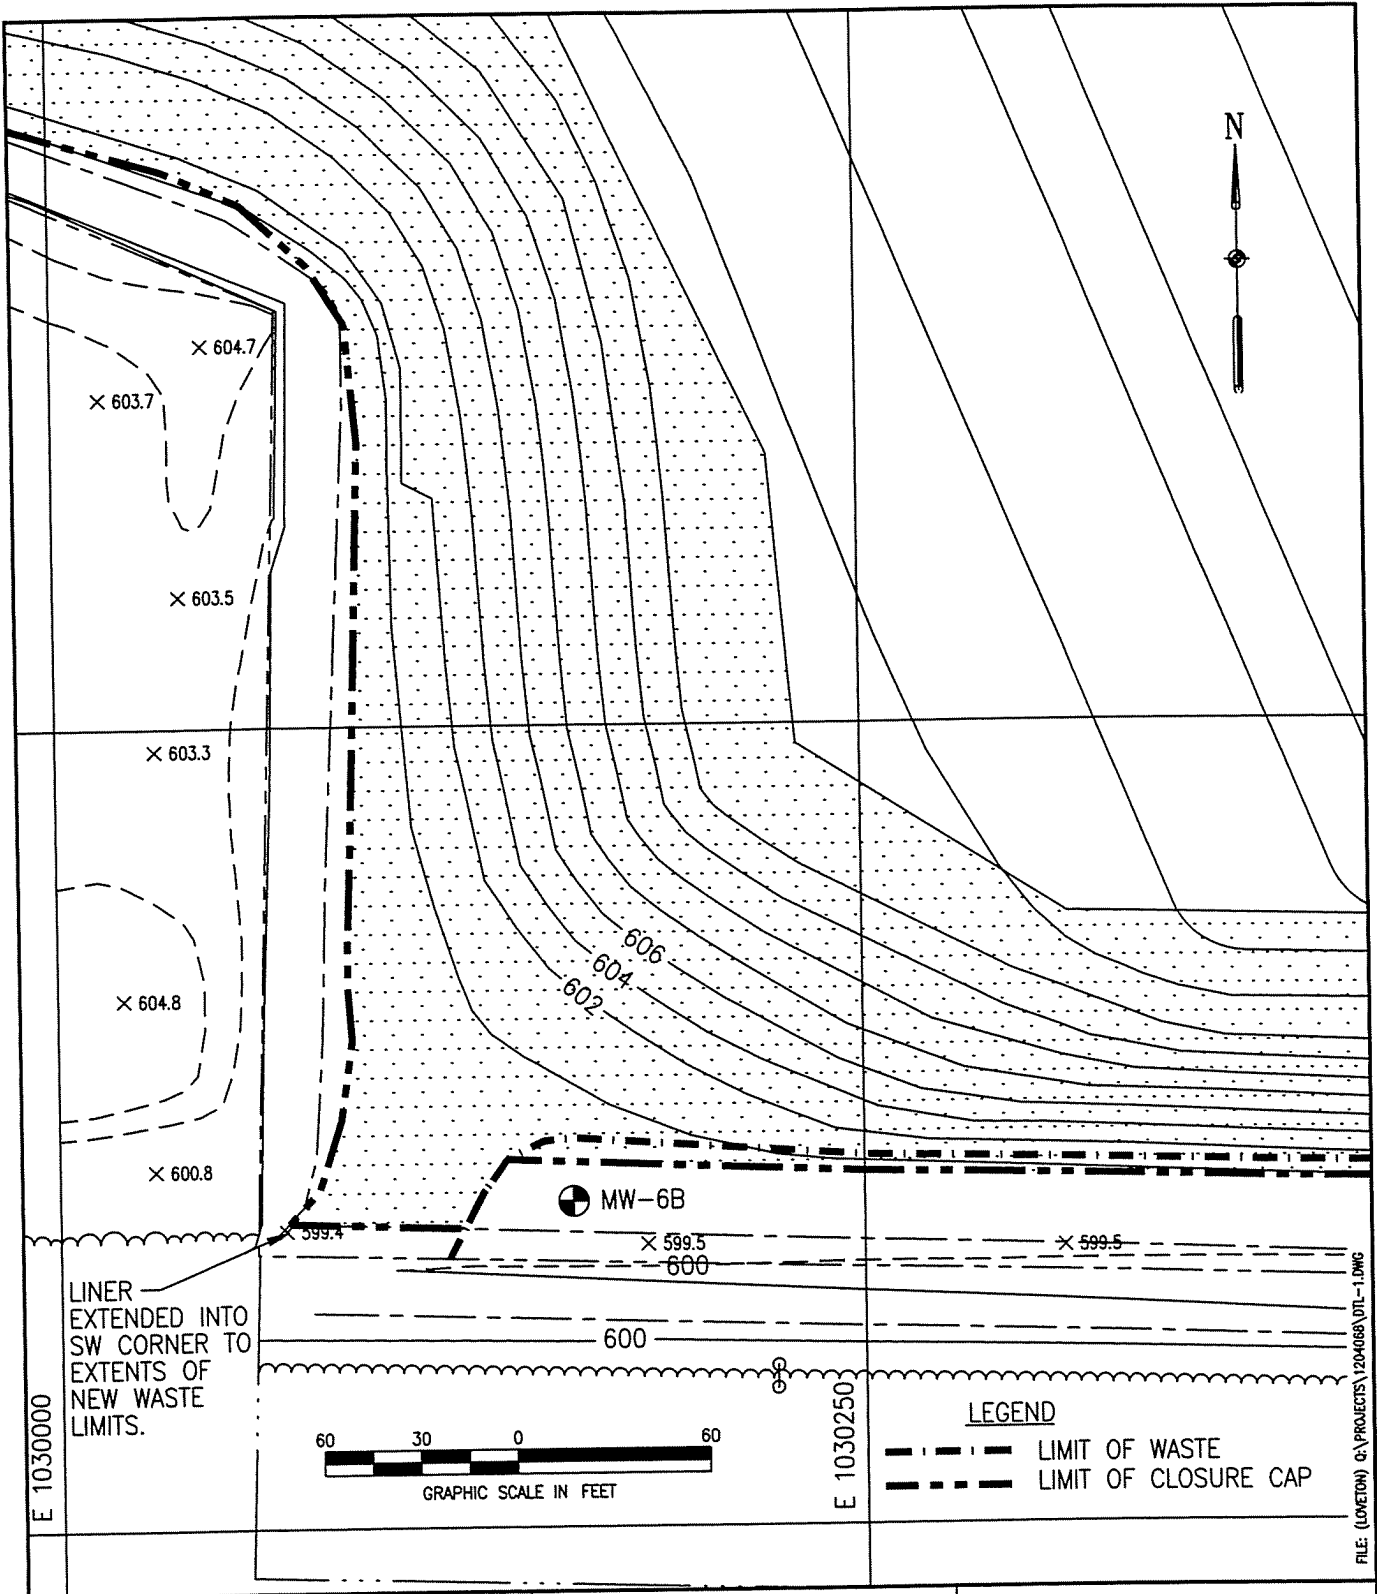 N
× 604.7
× 603.7
× 603.5
× 603.3
606
604
602
× 604.8
× 600.8
MW-6B
× 599.4
× 599.5
× 599.5
600
LINER
EXTENDED INTO
SW CORNER TO
EXTENTS OF
NEW WASTE
LIMITS.
600
E 1030000
60 30 0 60
GRAPHIC SCALE IN FEET
E 1030250
LEGEND
LIMIT OF WASTE
LIMIT OF CLOSURE CAP
FILE: (LOVETON) Q:\PROJECTS\1204068\DTL-1.DWG